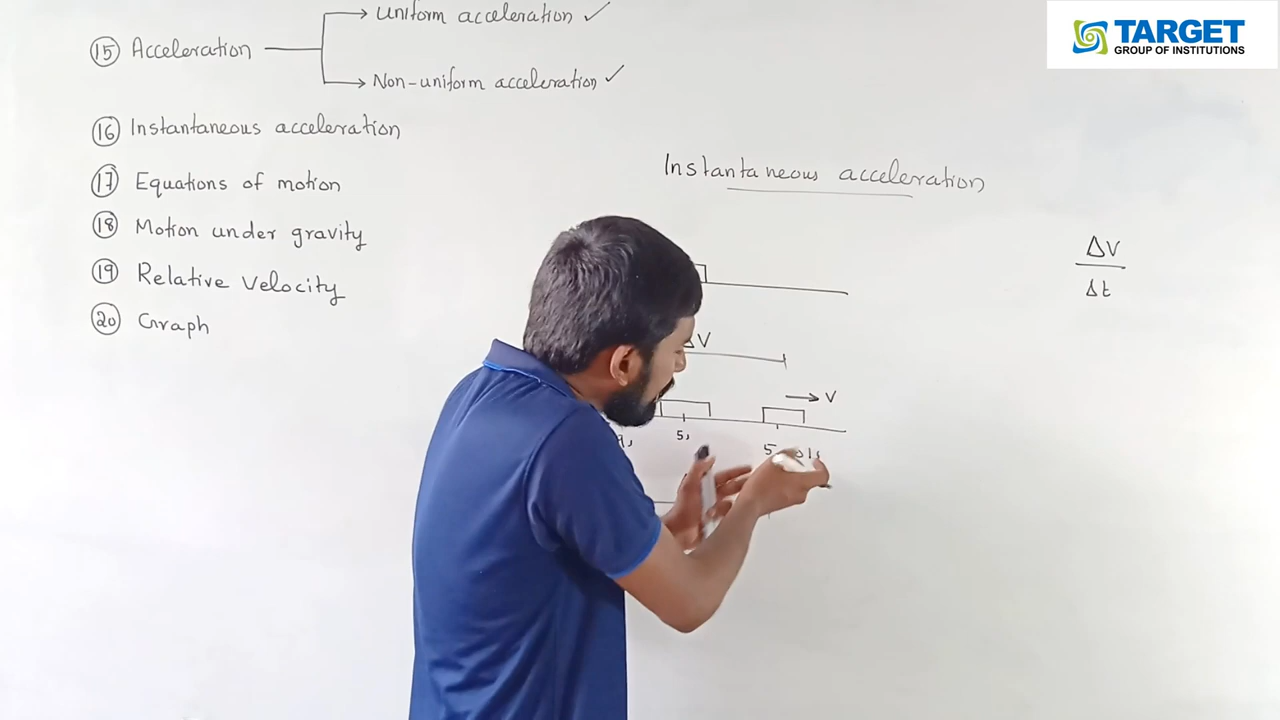 Uniform acceleration ✓
⑮ Acceleration
Non-uniform acceleration ✓
⑯ Instantaneous acceleration
⑰ Equations of motion
⑱ Motion under gravity
⑲ Relative Velocity
⑳ Graph
TARGET
GROUP OF INSTITUTIONS
Instantaneous acceleration
ΔV
Δt
ΔV
V
5s